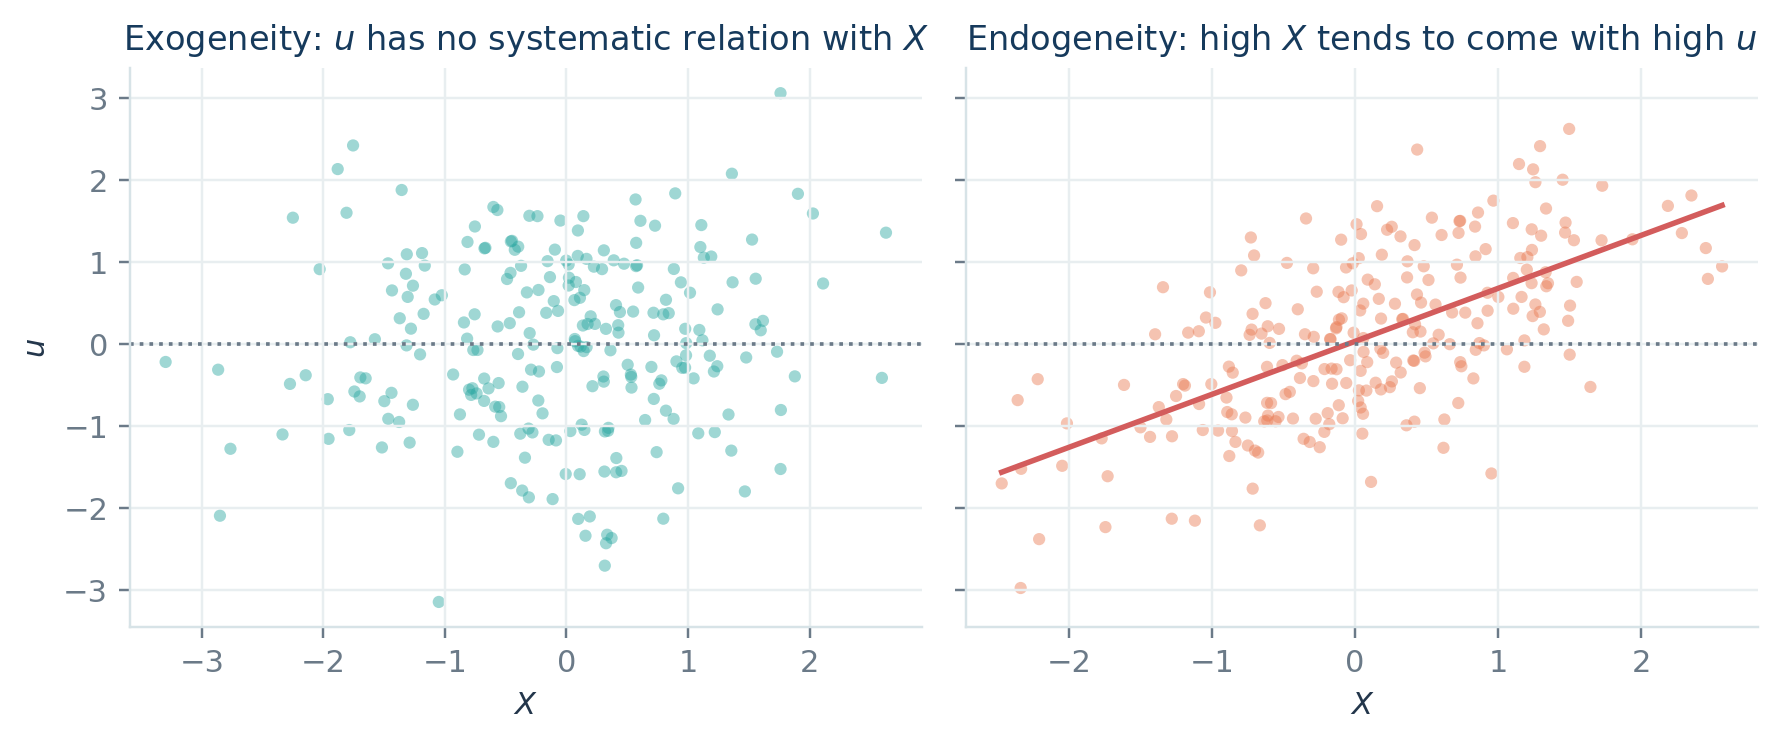 Exogeneity: u has no systematic relation with X
Endogeneity: high X tends to come with high u
3
2
1
0
−1
−2
−3
u
−3 −2 −1 0 1 2
X
−2 −1 0 1 2
X